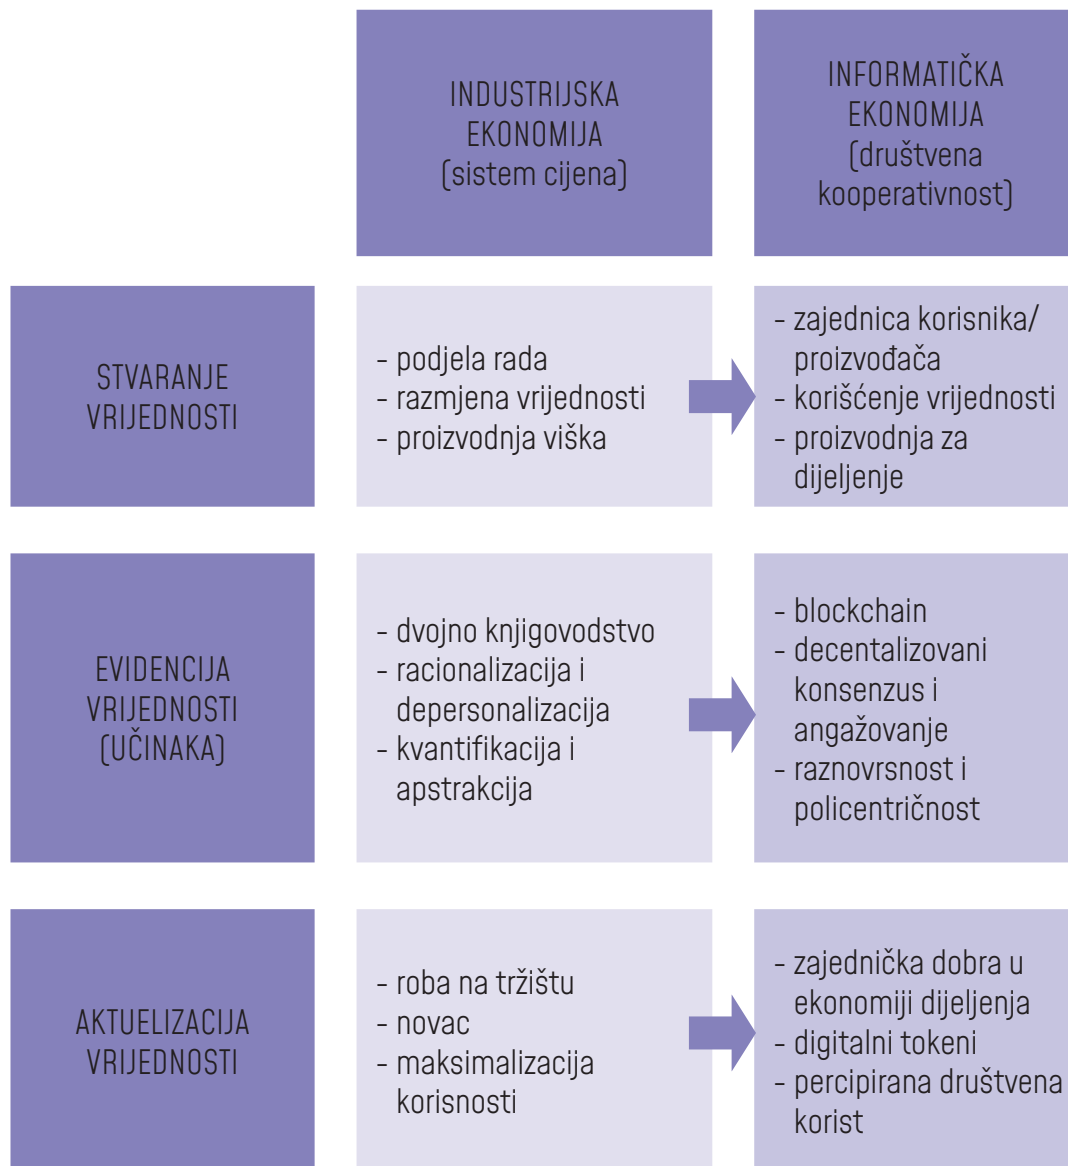 INDUSTRIJSKA
EKONOMIJA
(sistem cijena)
INFORMATIČKA
EKONOMIJA
(društvena
kooperativnost)
STVARANJE
VRIJEDNOSTI
- podjela rada
- razmjena vrijednosti
- proizvodnja viška
- zajednica korisnika/
proizvođača
- korišćenje vrijednosti
- proizvodnja za
dijeljenje
EVIDENCIJA
VRIJEDNOSTI
(UČINAKA)
- dvojno knjigovodstvo
- racionalizacija i
depersonalizacija
- kvantifikacija i
apstrakcija
- blockchain
- decentalizovani
konsenzus i
angažovanje
- raznovrsnost i
policentričnost
AKTUELIZACIJA
VRIJEDNOSTI
- roba na tržištu
- novac
- maksimalizacija
korisnosti
- zajednička dobra u
ekonomiji dijeljenja
- digitalni tokeni
- percipirana društvena
korist